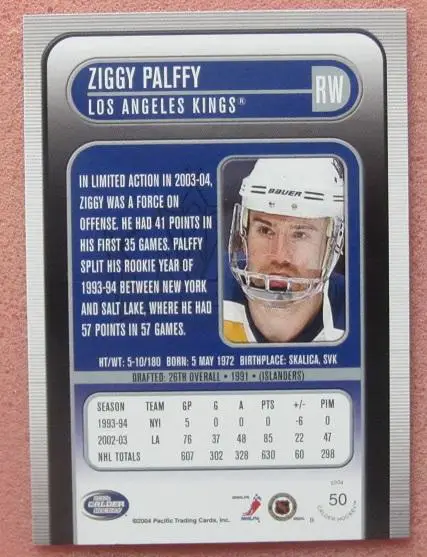 ZIGGY PALFFY
LOS ANGELES KINGS®
RW
IN LIMITED ACTION IN 2003-04,
ZIGGY WAS A FORCE ON
OFFENSE. HE HAD 41 POINTS IN
HIS FIRST 35 GAMES. PALFFY
SPLIT HIS ROOKIE YEAR OF
1993-94 BETWEEN NEW YORK
AND SALT LAKE, WHERE HE HAD
57 POINTS IN 57 GAMES.
BAUER
HT/WT: 5-10/180 BORN: 5 MAY 1972 BIRTHPLACE: SKALICA, SVK
DRAFTED: 26TH OVERALL • 1991 • (ISLANDERS)
SEASON TEAM GP G A PTS +/- PIM
1993-94 NYI 5 0 0 0 -6 0
2002-03 LA 76 37 48 85 22 47
NHL TOTALS 607 302 328 630 60 298
CALDER
©2004 Pacific Trading Cards, Inc.
NHLPA
NHL
B
2004
50
CALDER HOCKEY